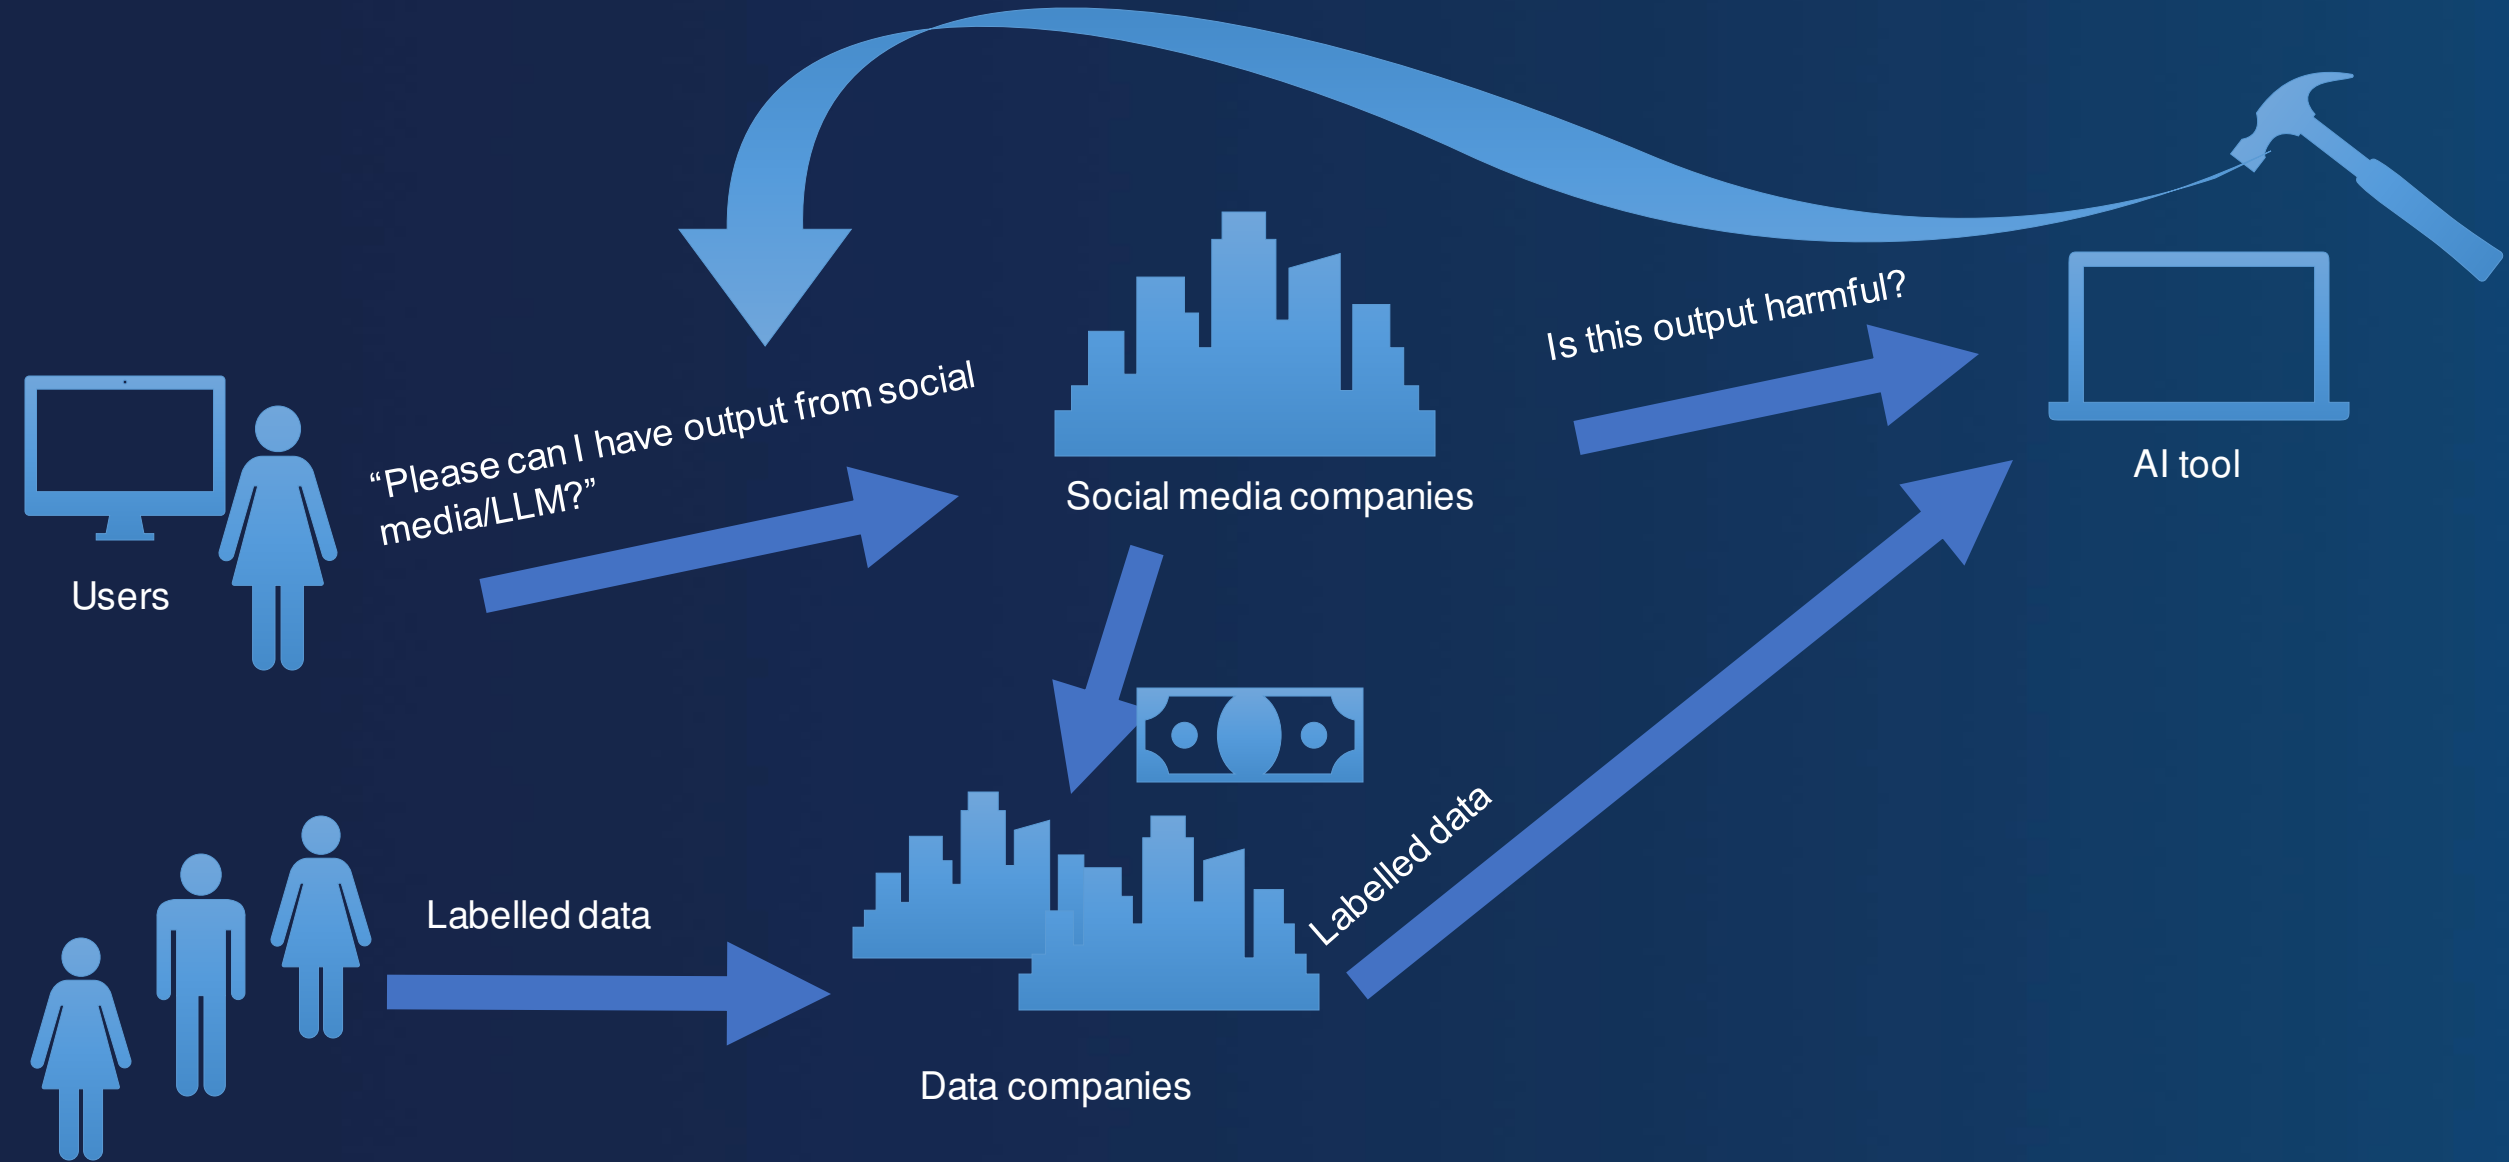 “Please can I have output from social
media/LLM?”
Is this output harmful?
Users
Social media companies
AI tool
Labelled data
Labelled data
Data companies